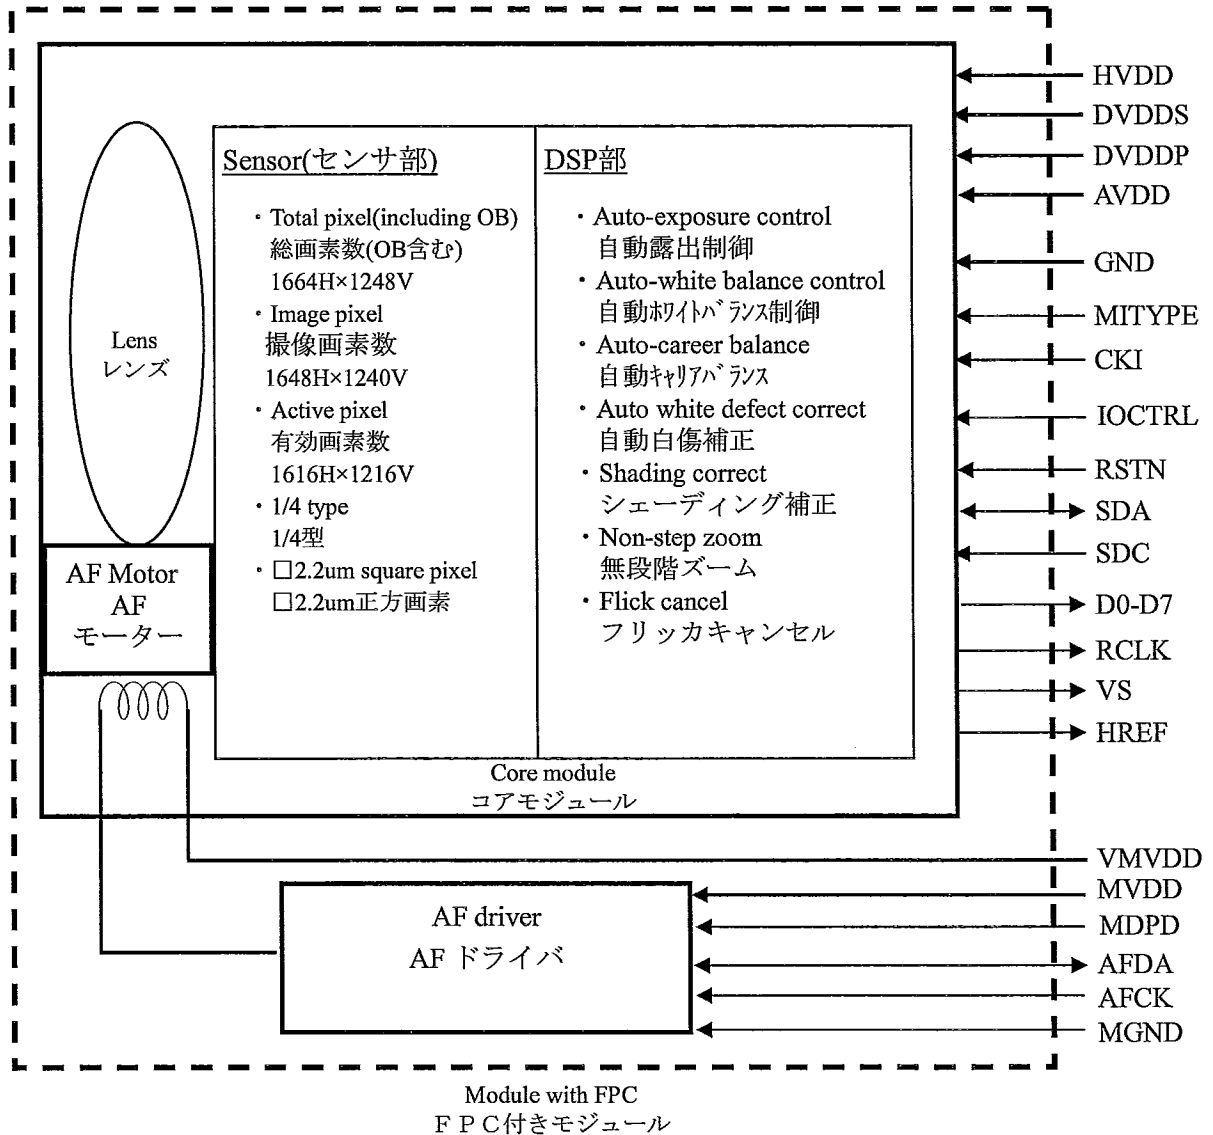 Lens
レンズ
AF Motor
AF
モーター
Sensor(センサ部)
・Total pixel(including OB)
総画素数(OB含む)
1664H×1248V
・Image pixel
撮像画素数
1648H×1240V
・Active pixel
有効画素数
1616H×1216V
・1/4 type
1/4型
・□2.2um square pixel
□2.2um正方画素
DSP部
・Auto-exposure control
自動露出制御
・Auto-white balance control
自動ﾎﾜｲﾄﾊﾞﾗﾝｽ制御
・Auto-career balance
自動ｷｬﾘｱﾊﾞﾗﾝｽ
・Auto white defect correct
自動白傷補正
・Shading correct
シェーディング補正
・Non-step zoom
無段階ズーム
・Flick cancel
フリッカキャンセル
Core module
コアモジュール
HVDD
DVDDS
DVDDP
AVDD
GND
MITYPE
CKI
IOCTRL
RSTN
SDA
SDC
D0-D7
RCLK
VS
HREF
VMVDD
MVDD
MDPD
AFDA
AFCK
MGND
AF driver
AF ドライバ
Module with FPC
ＦＰＣ付きモジュール